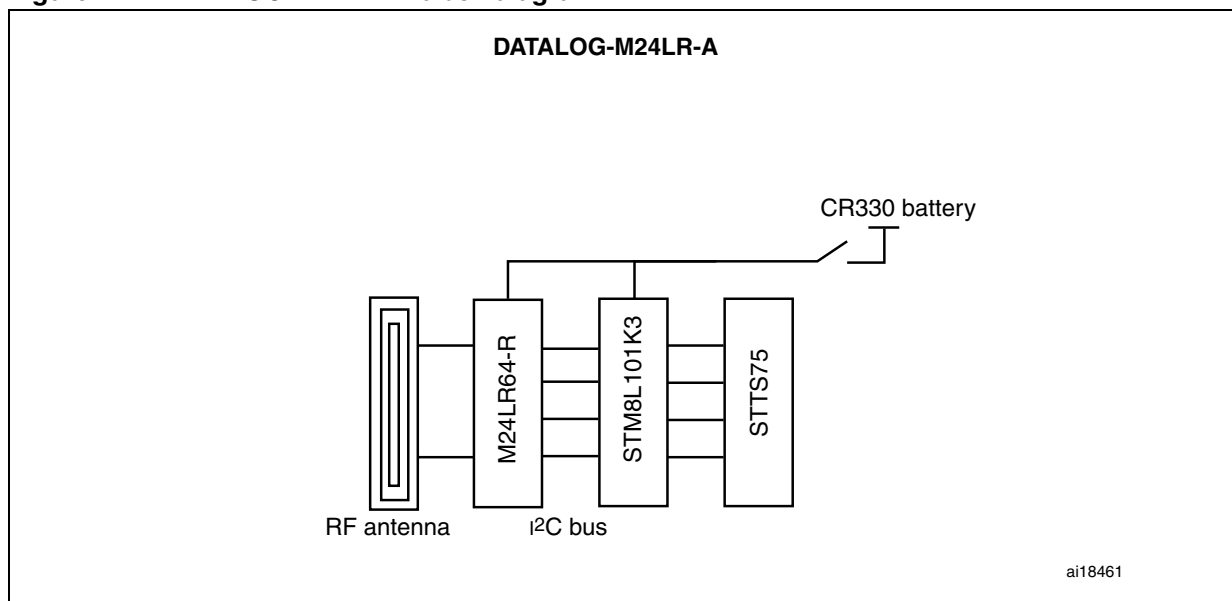 DATALOG-M24LR-A
CR330 battery
M24LR64-R
STM8L101K3
STTS75
RF antenna
I²C bus
ai18461